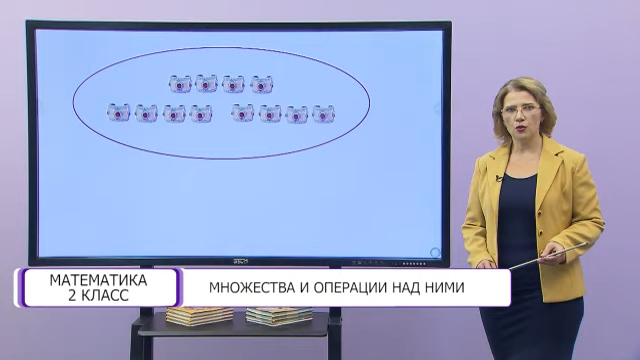 МАТЕМАТИКА
2 КЛАСС
МНОЖЕСТВА И ОПЕРАЦИИ НАД НИМИ